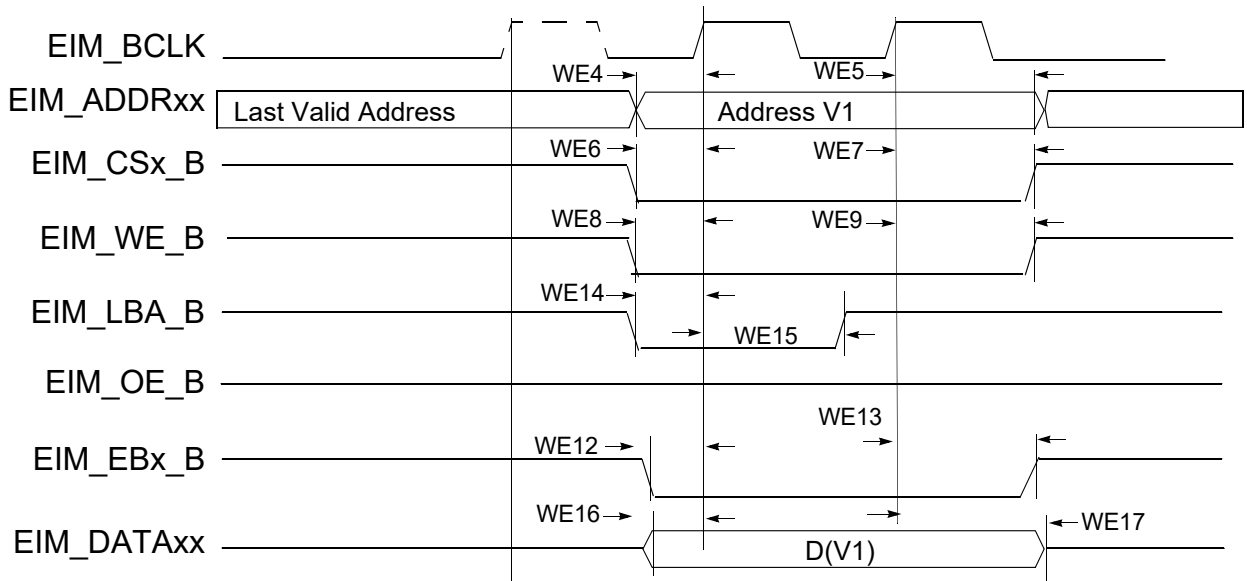 EIM_BCLK
WE4 WE5
EIM_ADDRxx Last Valid Address Address V1
WE6 WE7
EIM_CSx_B
WE8 WE9
EIM_WE_B
WE14
EIM_LBA_B
WE15
EIM_OE_B
WE13
WE12
EIM_EBx_B
WE16 WE17
EIM_DATAxx D(V1)